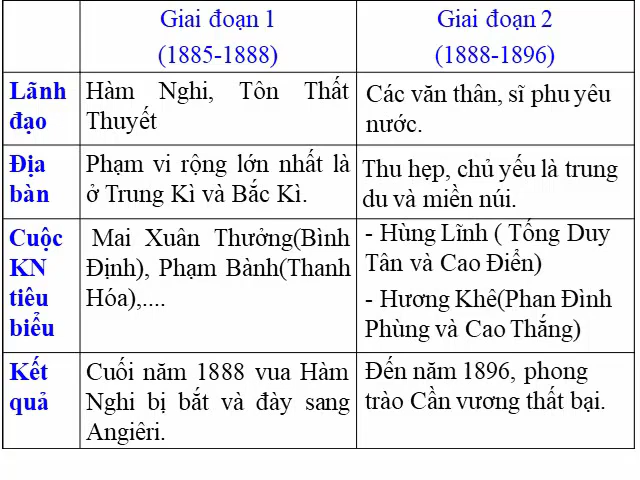 Giai đoạn 1
(1885-1888)
Giai đoạn 2
(1888-1896)
Lãnh
đạo
Hàm Nghi, Tôn Thất
Thuyết
Các văn thân, sĩ phu yêu
nước.
Địa
bàn
Phạm vi rộng lớn nhất là
ở Trung Kì và Bắc Kì.
Thu hẹp, chủ yếu là trung
du và miền núi.
Cuộc
KN
tiêu
biểu
Mai Xuân Thưởng(Bình
Định), Phạm Bành(Thanh
Hóa),....
- Hùng Lĩnh ( Tống Duy
Tân và Cao Điển)
- Hương Khê(Phan Đình
Phùng và Cao Thắng)
Kết
quả
Cuối năm 1888 vua Hàm
Nghi bị bắt và đày sang
Angiêri.
Đến năm 1896, phong
trào Cần vương thất bại.